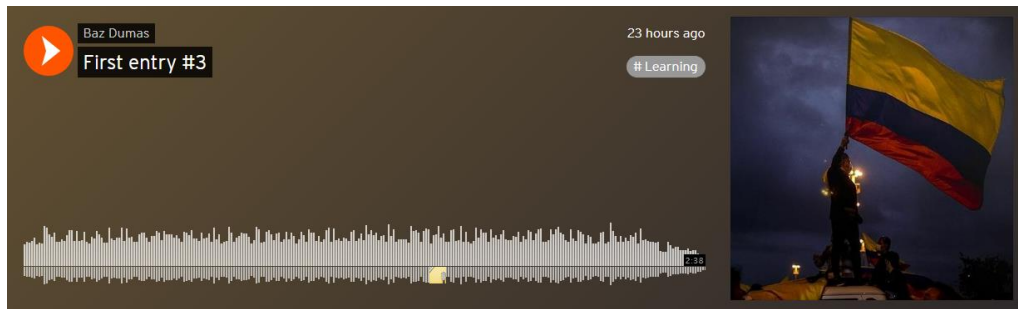 Baz Dumas
23 hours ago
First entry #3
# Learning
2:38